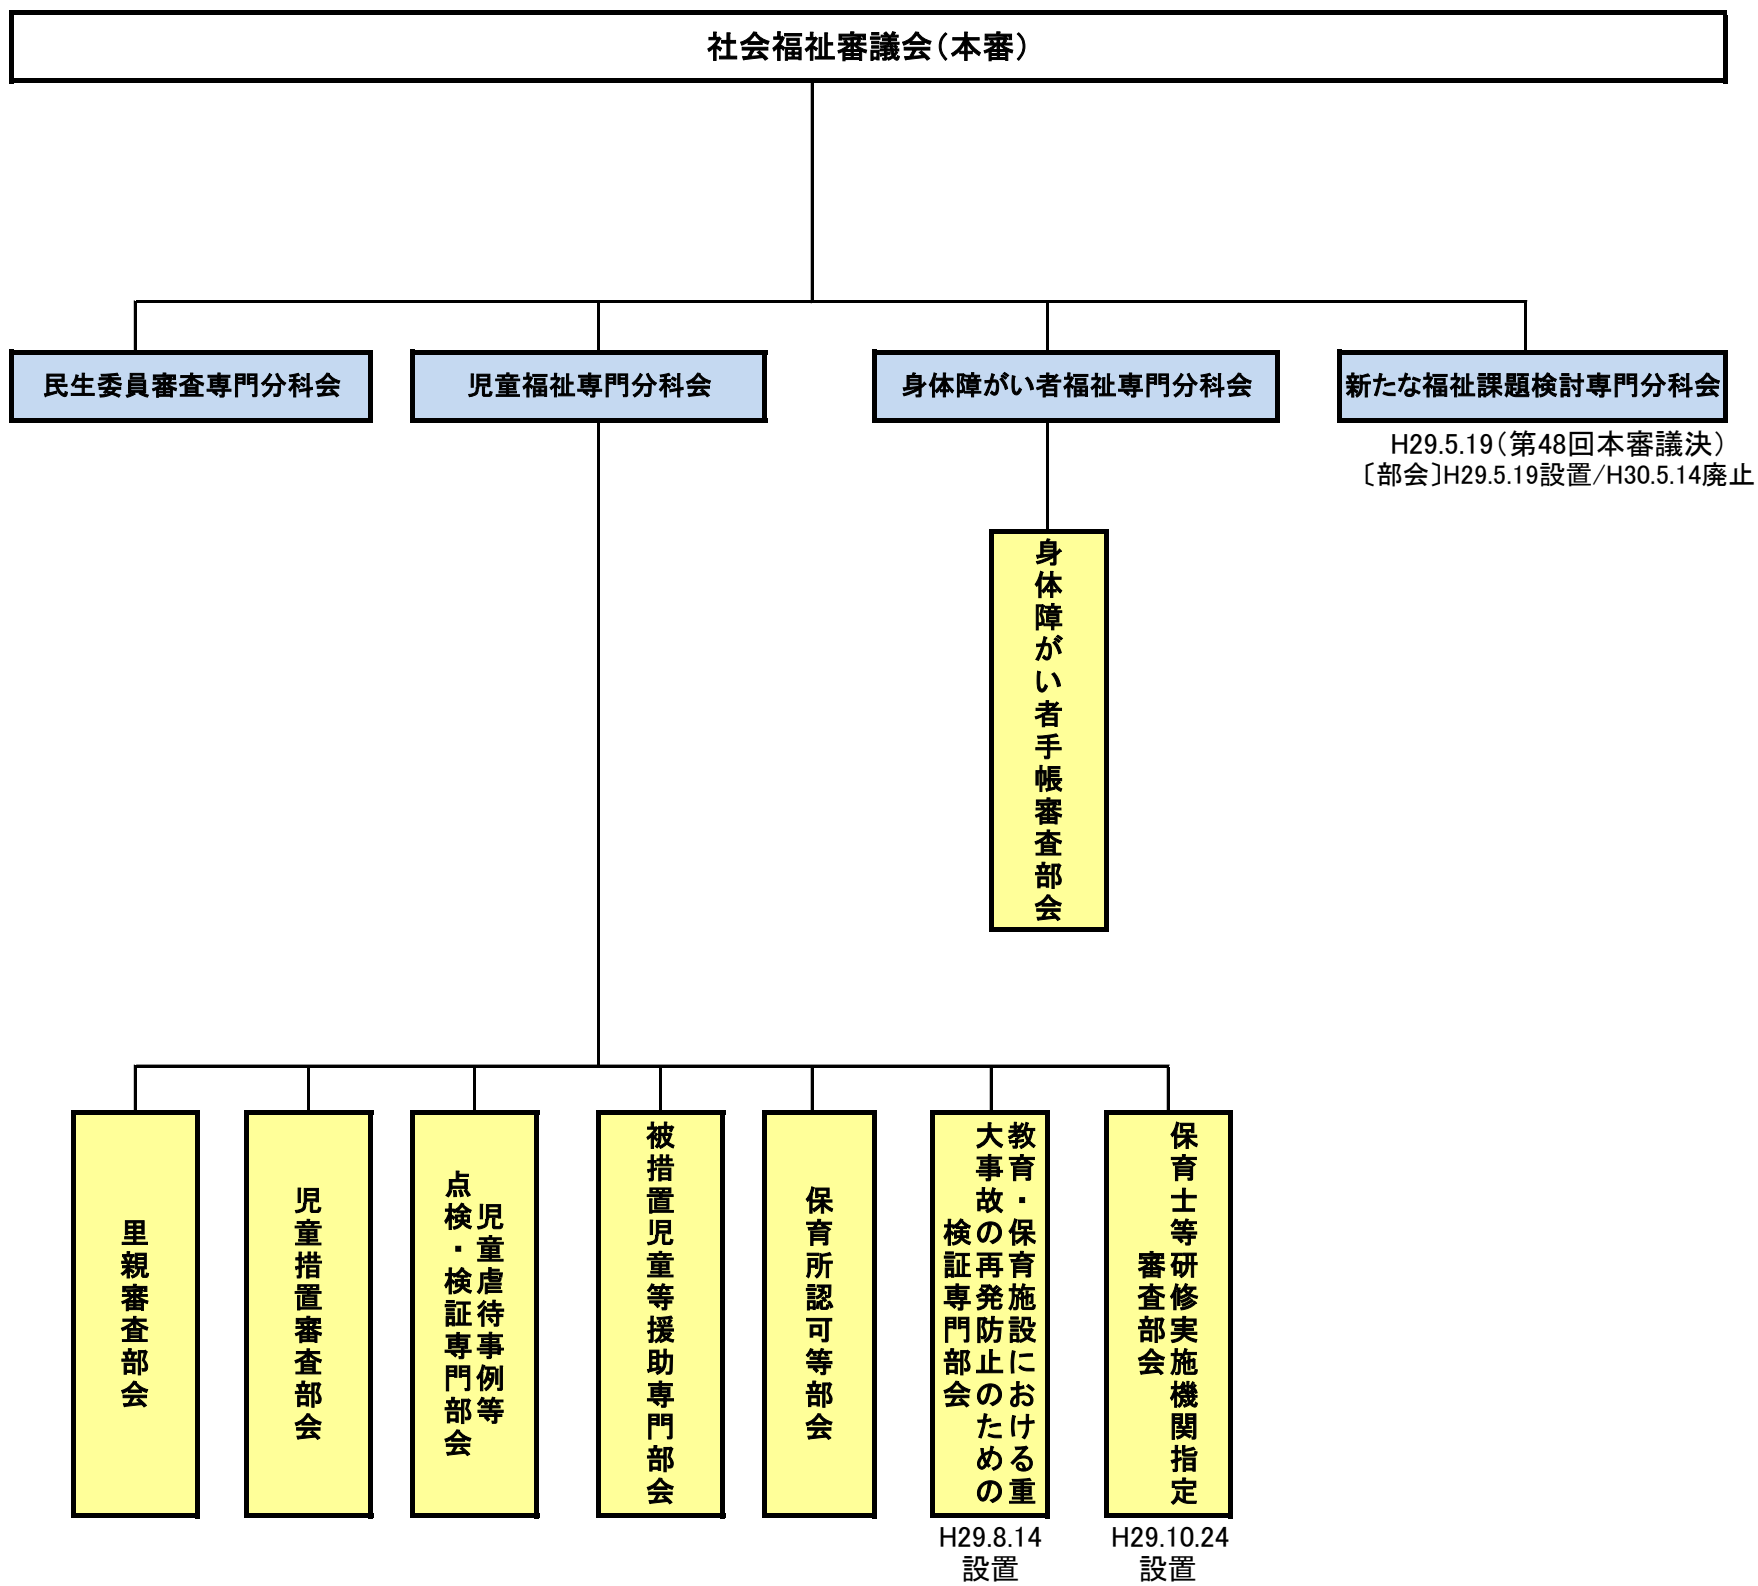 社会福祉審議会（本審）
民生委員審査専門分科会
児童福祉専門分科会
身体障がい者福祉専門分科会
新たな福祉課題検討専門分科会
H29.5.19（第48回本審議決）
〔部会〕H29.5.19設置/H30.5.14廃止
身体障がい者手帳審査部会
里親審査部会
児童措置審査部会
児童虐待事例等
点検・検証専門部会
被措置児童等援助専門部会
保育所認可等部会
教育・保育施設における重
大事故の再発防止のための
検証専門部会
H29.8.14
設置
保育士等研修実施機関指定
審査部会
H29.10.24
設置